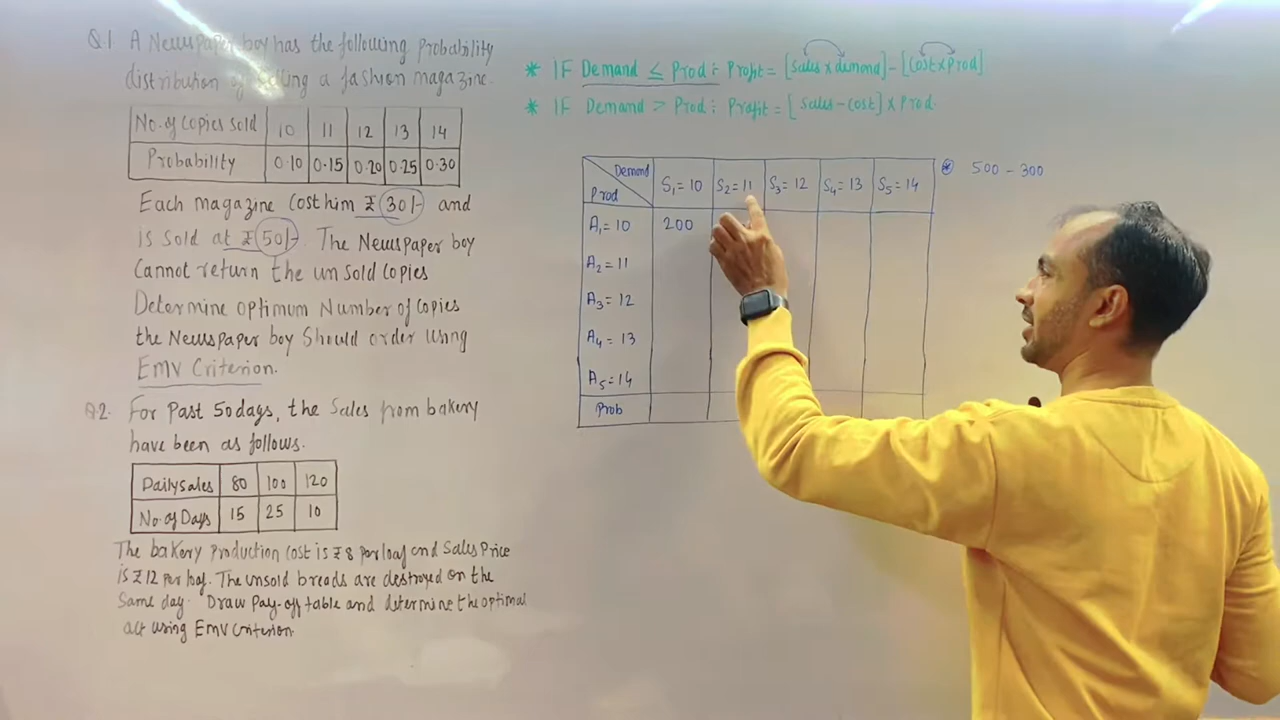 Q.1 A Newspaper boy has the following Probability
distribution of selling a fashion magazine.
No. of Copies sold 10 11 12 13 14
Probability 0.10 0.15 0.20 0.25 0.30
Each magazine Cost him ₹ 30/- and
is Sold at ₹ 50/-. The Newspaper boy
Cannot return the un sold Copies
Determine optimum Number of Copies
the Newspaper boy Should order Using
EMV Criterion.
Q2. For Past 50days, the Sales from bakery
have been as follows.
Daily sales 80 100 120
No. of Days 15 25 10
The bakery Production Cost is ₹ 8 Per loaf and Sales Price
is ₹ 12 Per loaf. The unsold breads are destroyed on the
Same day. Draw Pay-off table and determine the optimal
act using EMV Criterion.
* IF Demand ≤ Prod : Profit = [Sales × demand] - [Cost × Prod]
* IF Demand > Prod : Profit = [Sales - Cost] × Prod.
Demand
Prod
S₁ = 10 S₂ = 11 S₃ = 12 S₄ = 13 S₅ = 14
A₁ = 10 200
A₂ = 11
A₃ = 12
A₄ = 13
A₅ = 14
Prob
* 500 - 300